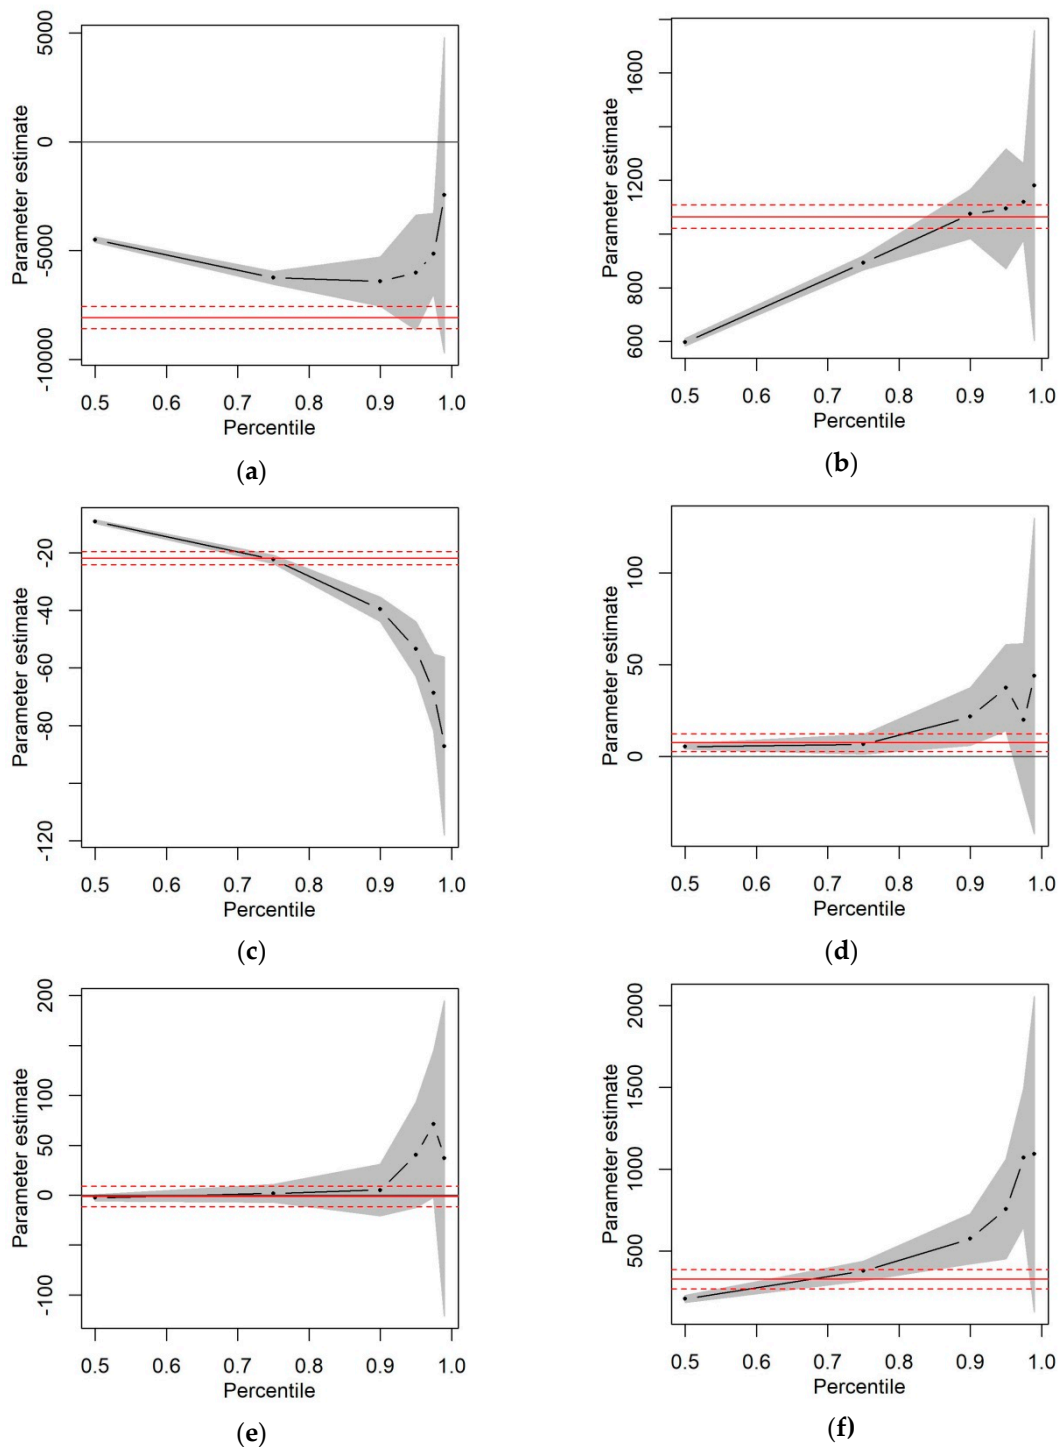 Parameter estimate
5000
0
-5000
-10000
0.5 0.6 0.7 0.8 0.9 1.0
Percentile
(a)
Parameter estimate
1600
1200
800
600
0.5 0.6 0.7 0.8 0.9 1.0
Percentile
(b)
Parameter estimate
-20
-40
-60
-80
-120
0.5 0.6 0.7 0.8 0.9 1.0
Percentile
(c)
Parameter estimate
100
50
0
0.5 0.6 0.7 0.8 0.9 1.0
Percentile
(d)
Parameter estimate
200
100
50
0
-100
0.5 0.6 0.7 0.8 0.9 1.0
Percentile
(e)
Parameter estimate
2000
1500
1000
500
0.5 0.6 0.7 0.8 0.9 1.0
Percentile
(f)